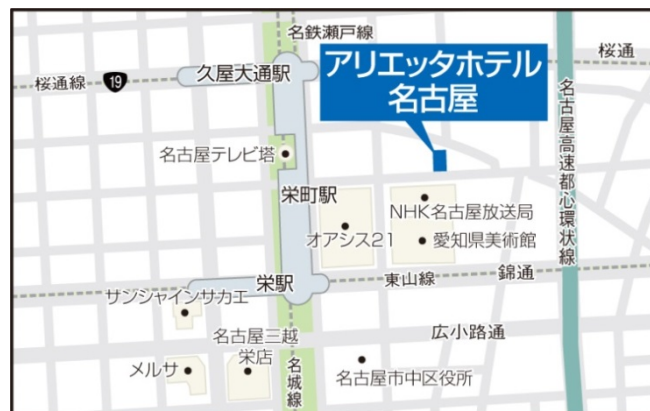 名鉄瀬戸線
桜通
桜通線
19
久屋大通駅
アリエッタホテル
名古屋
名古屋高速都心環状線
名古屋テレビ塔
栄町駅
NHK名古屋放送局
オアシス21
愛知県美術館
栄駅
東山線
錦通
サンシャインサカエ
広小路通
名古屋三越
栄店
メルサ
名城線
名古屋市中区役所